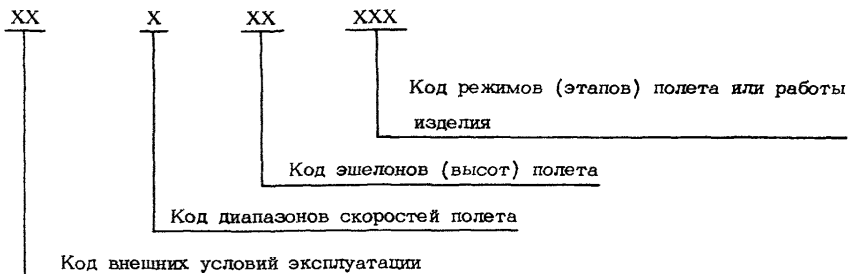 XX X XX XXX
Код режимов (этапов) полета или работы
изделия
Код эшелонов (высот) полета
Код диапазонов скоростей полета
Код внешних условий эксплуатации